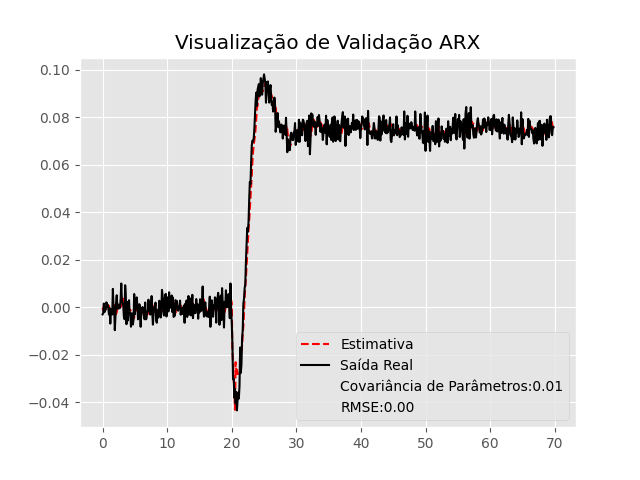 Visualização de Validação ARX
0.10
0.08
0.06
0.04
0.02
0.00
−0.02
−0.04
Estimativa
Saída Real
Covariância de Parâmetros:0.01
RMSE:0.00
0 10 20 30 40 50 60 70